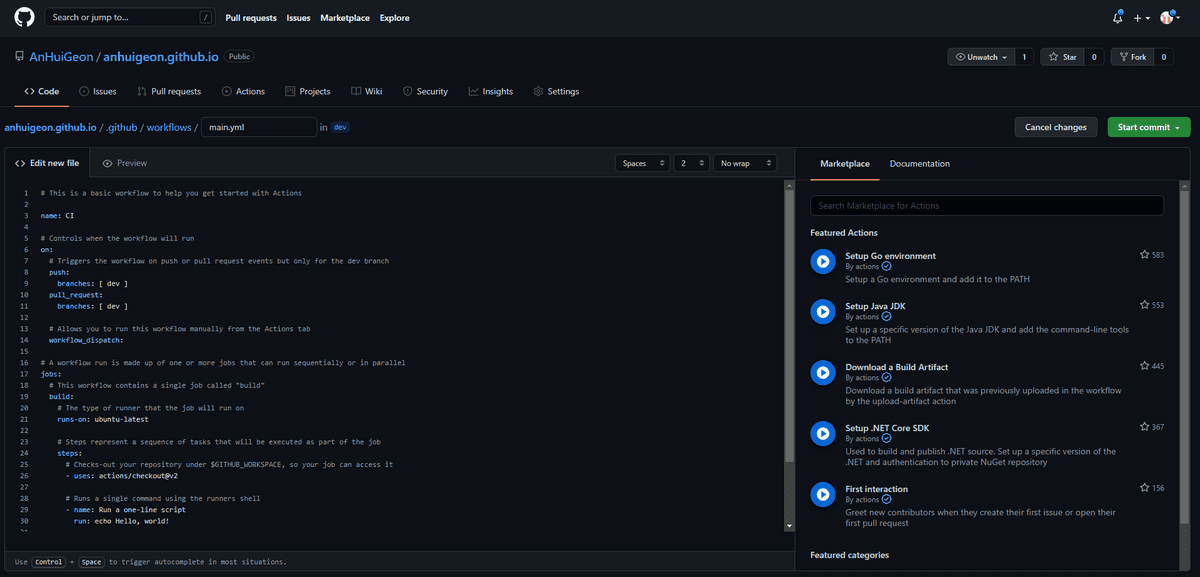 Search or jump to... /
Pull requests Issues Marketplace Explore
AnHuiGeon / anhuigeon.github.io Public
Unwatch 1 Star 0 Fork 0
Code Issues Pull requests Actions Projects Wiki Security Insights Settings
anhuigeon.github.io / .github / workflows / main.yml in dev
Cancel changes Start commit
Edit new file Preview
Spaces 2 No wrap
1 # This is a basic workflow to help you get started with Actions
2
3 name: CI
4
5 # Controls when the workflow will run
6 on:
7 # Triggers the workflow on push or pull request events but only for the dev branch
8 push:
9 branches: [ dev ]
10 pull_request:
11 branches: [ dev ]
12
13 # Allows you to run this workflow manually from the Actions tab
14 workflow_dispatch:
15
16 # A workflow run is made up of one or more jobs that can run sequentially or in parallel
17 jobs:
18 # This workflow contains a single job called "build"
19 build:
20 # The type of runner that the job will run on
21 runs-on: ubuntu-latest
22
23 # Steps represent a sequence of tasks that will be executed as part of the job
24 steps:
25 # Checks-out your repository under $GITHUB_WORKSPACE, so your job can access it
26 - uses: actions/checkout@v2
27
28 # Runs a single command using the runners shell
29 - name: Run a one-line script
30 run: echo Hello, world!
Use Control + Space to trigger autocomplete in most situations.
Marketplace Documentation
Search Marketplace for Actions
Featured Actions
Setup Go environment 583
By actions
Setup a Go environment and add it to the PATH
Setup Java JDK 553
By actions
Set up a specific version of the Java JDK and add the command-line tools
to the PATH
Download a Build Artifact 445
By actions
Download a build artifact that was previously uploaded in the workflow
by the upload-artifact action
Setup .NET Core SDK 367
By actions
Used to build and publish .NET source. Set up a specific version of the
.NET and authentication to private NuGet repository
First interaction 156
By actions
Greet new contributors when they create their first issue or open their
first pull request
Featured categories